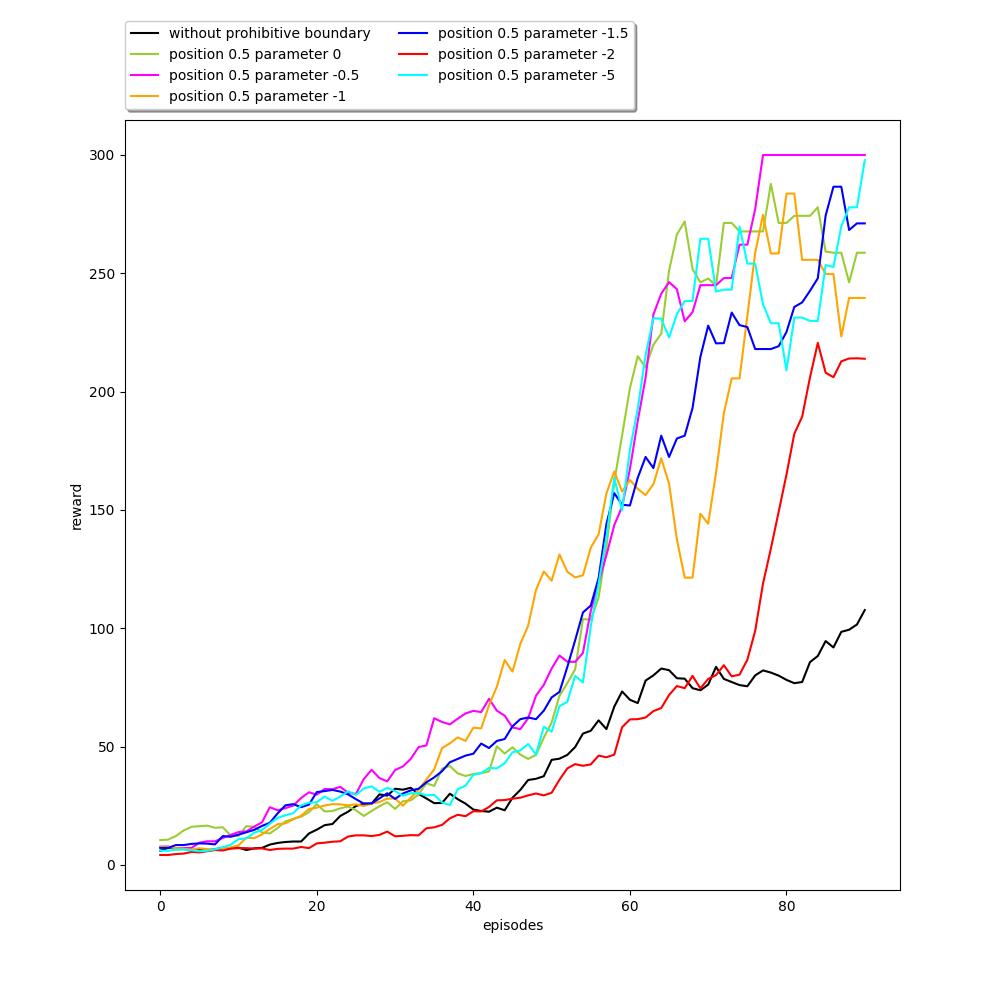 without prohibitive boundary
position 0.5 parameter 0
position 0.5 parameter -0.5
position 0.5 parameter -1
position 0.5 parameter -1.5
position 0.5 parameter -2
position 0.5 parameter -5
300
250
200
150
100
50
0
reward
0 20 40 60 80
episodes